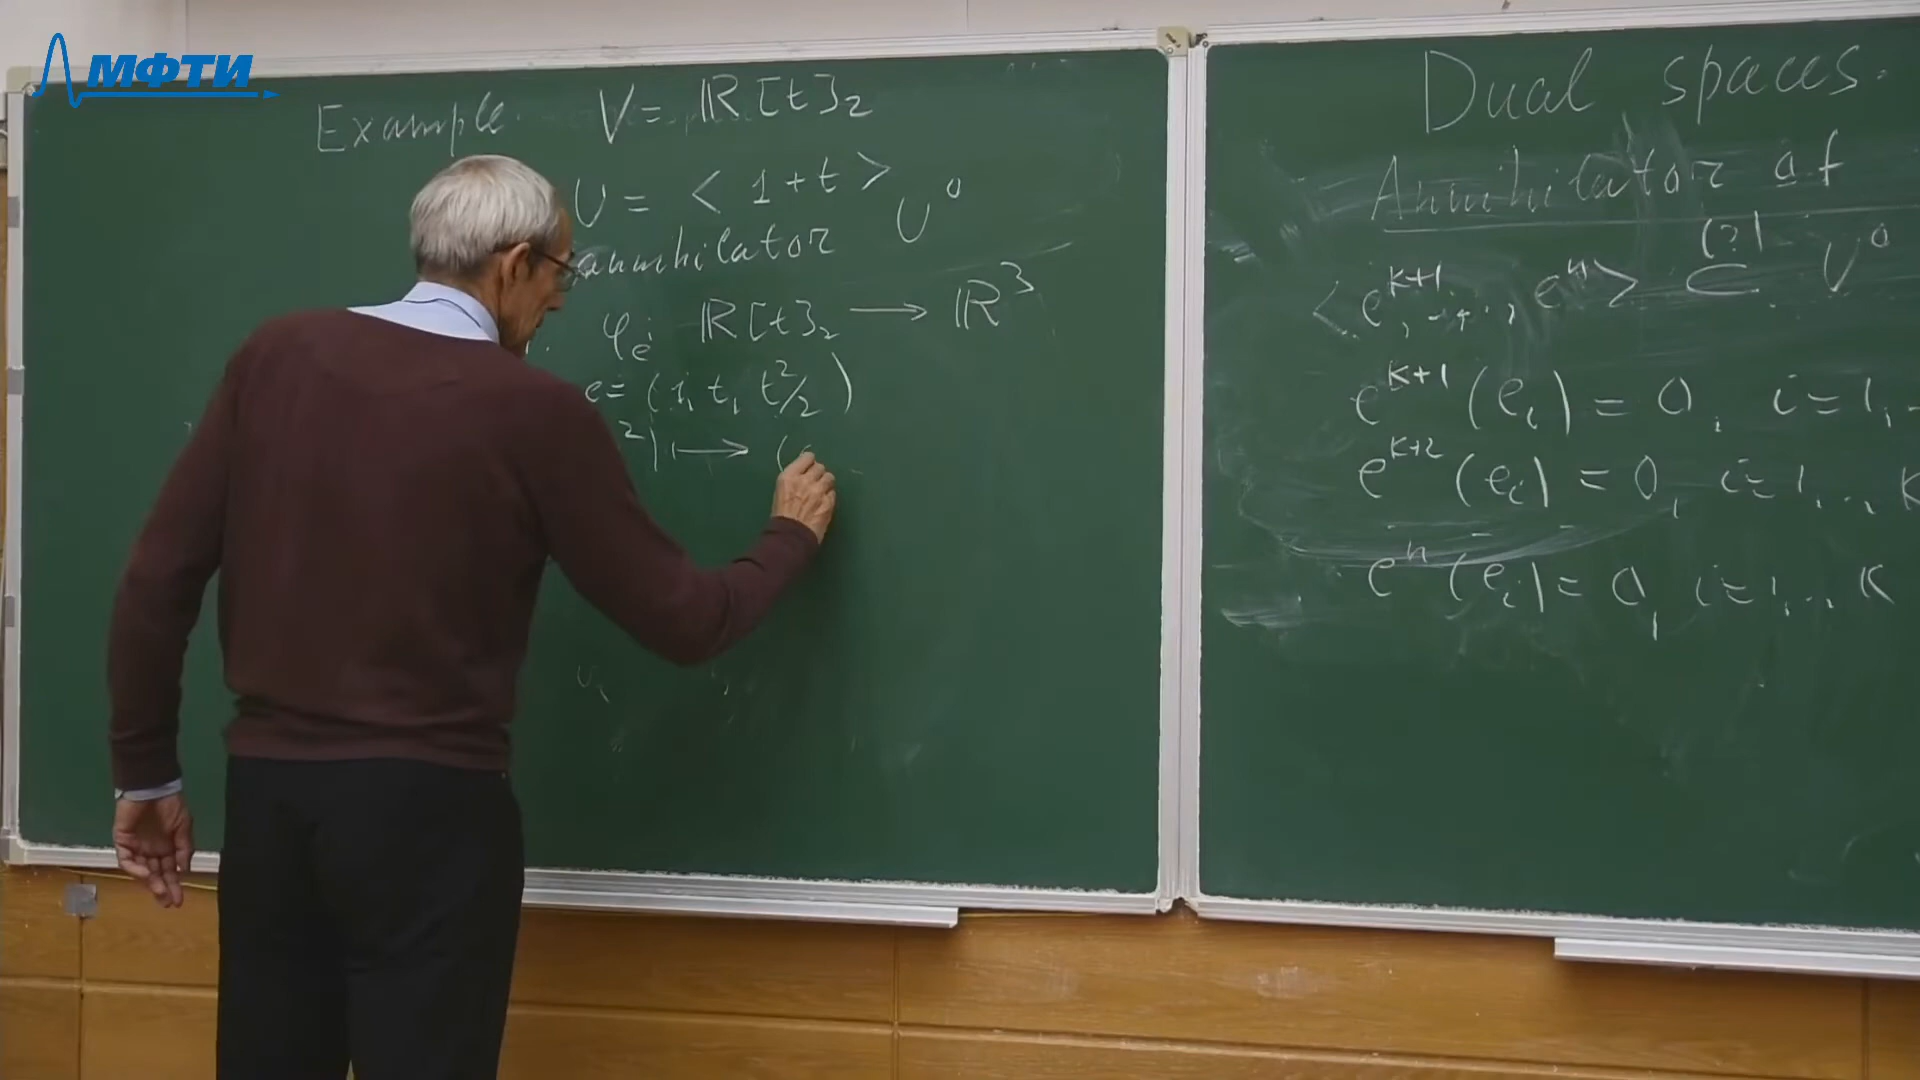 МФТИ
Example. V = ℝ[t]₂
U = < 1+t >
annihilator U⁰
φₑ: ℝ[t]₂ → ℝ³
e = (1, t, t²/2)
²) ↦ (
Dual spaces.
Annihilator of
<e^{k+1}, ..., e^n> ⊂ (?) U⁰
e^{k+1}(e_i) = 0, i=1,
e^{k+2}(e_i) = 0, i=1,.., k
e^n(e_i) = 0, i=1,.., k